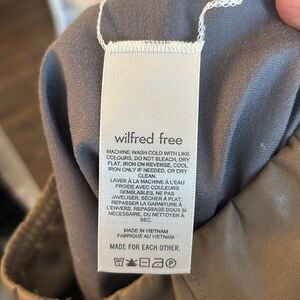 wilfred free
MACHINE WASH COLD WITH LIKE
COLOURS, DO NOT BLEACH, DRY
FLAT, IRON ON REVERSE, COOL
IRON ONLY IF NEEDED, OR DRY
CLEAN.
LAVER À LA MACHINE À L'EAU
FROIDE AVEC COULEURS
SEMBLABLES, NE PAS
JAVÉLISER, SÉCHER À PLAT,
REPASSER LA GARNITURE À
L'ENVERS, REPASSAGE DOUX SI
NÉCESSAIRE, OU NETTOYER À
SEC.
MADE IN VIETNAM
FABRIQUÉ AU VIETNAM
MADE FOR EACH OTHER.